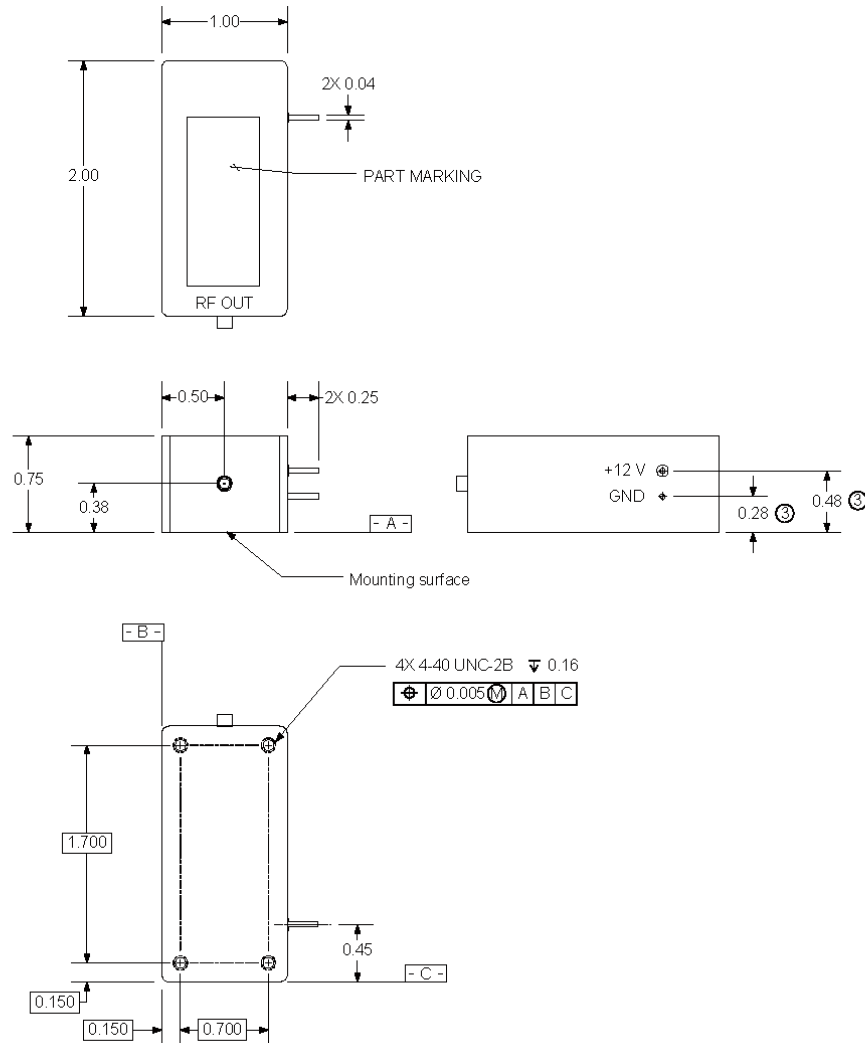 1.00
2X 0.04
2.00
PART MARKING
RF OUT
0.50
2X 0.25
0.75
0.38
- A -
Mounting surface
+12 V
GND
0.28 3
0.48 3
- B -
4X 4-40 UNC-2B ↧ 0.16
⌖ Ø 0.005 Ⓜ A B C
1.700
0.45
- C -
0.150
0.150
0.700